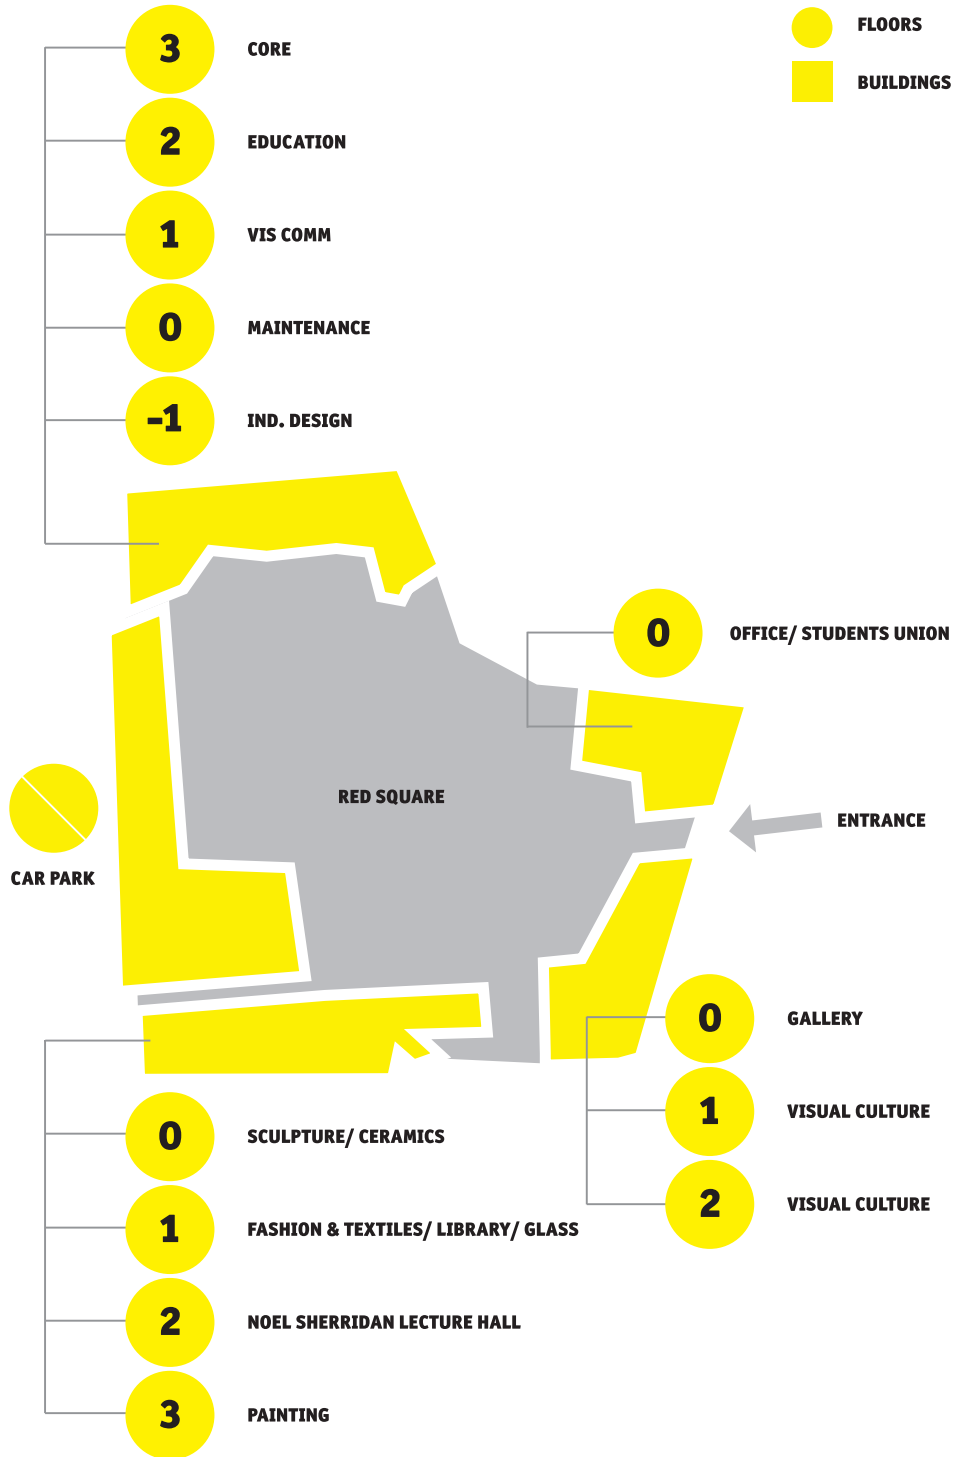 3 CORE
2 EDUCATION
1 VIS COMM
0 MAINTENANCE
-1 IND. DESIGN
FLOORS
BUILDINGS
0 OFFICE/ STUDENTS UNION
RED SQUARE
ENTRANCE
CAR PARK
0 GALLERY
1 VISUAL CULTURE
2 VISUAL CULTURE
0 SCULPTURE/ CERAMICS
1 FASHION & TEXTILES/ LIBRARY/ GLASS
2 NOEL SHERRIDAN LECTURE HALL
3 PAINTING